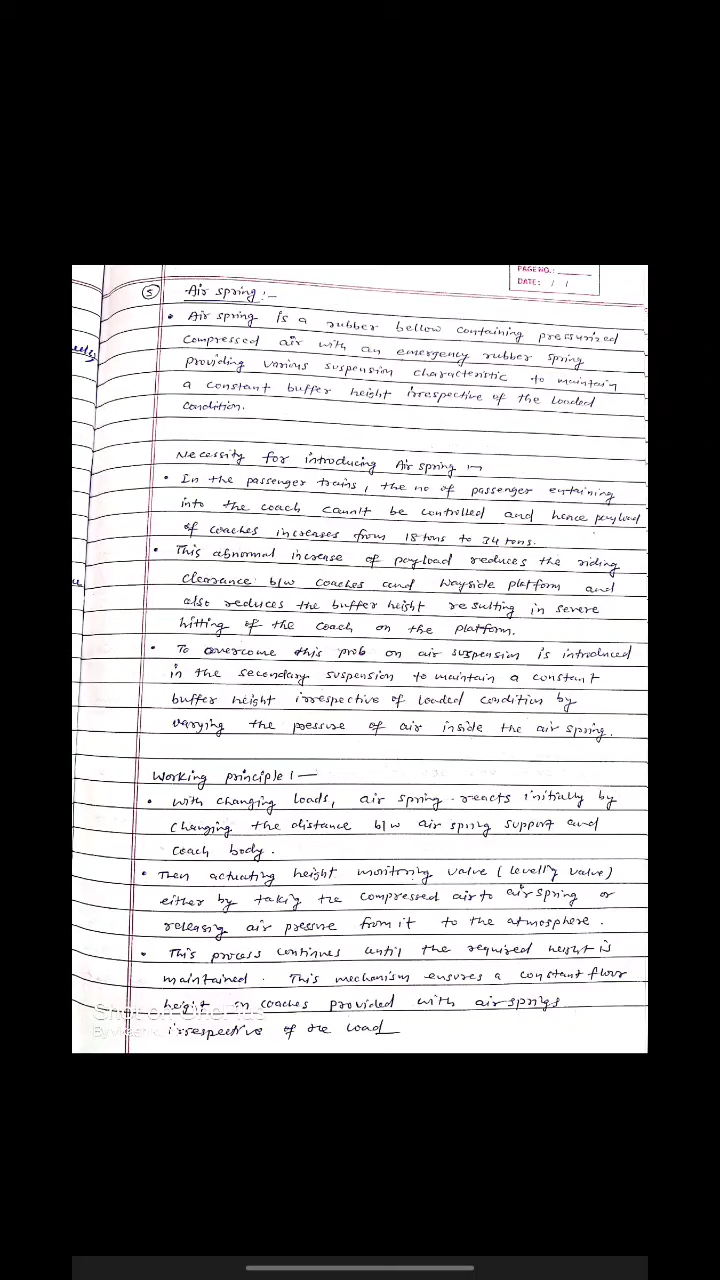 PAGE NO.:
DATE: / /
5 Air spring :-
• Air spring is a rubber bellow containing pressurized
compressed air with an emergency rubber spring
providing various suspension characteristic to maintain
a constant buffer height irrespective of the loaded
condition.
Necessity for introducing Air spring :-
• In the passenger trains, the no of passenger entaining
into the coach cannt be controlled and hence payload
of coaches increases from 18 tons to 34 tons.
• This abnormal increase of payload reduces the riding
clearance b/w coaches and wayside platform and
also reduces the buffer height resulting in severe
hitting of the coach on the platform.
• To overcome this prob on air suspension is introduced
in the secondary suspension to maintain a constant
buffer height irrespective of loaded condition by
varying the pressure of air inside the air spring.
Working principle :-
• with changing loads, air spring reacts initially by
changing the distance b/w air spring support and
coach body.
• Then actuating height monitoring valve (levellg valve)
either by taking the compressed air to air spring or
releasing air pressure from it to the atmosphere.
• This process continues until the required height is
maintained. This mechanism ensures a constant floor
height in coaches provided with air springs
irrespective of the load
Shot on OnePlus
By